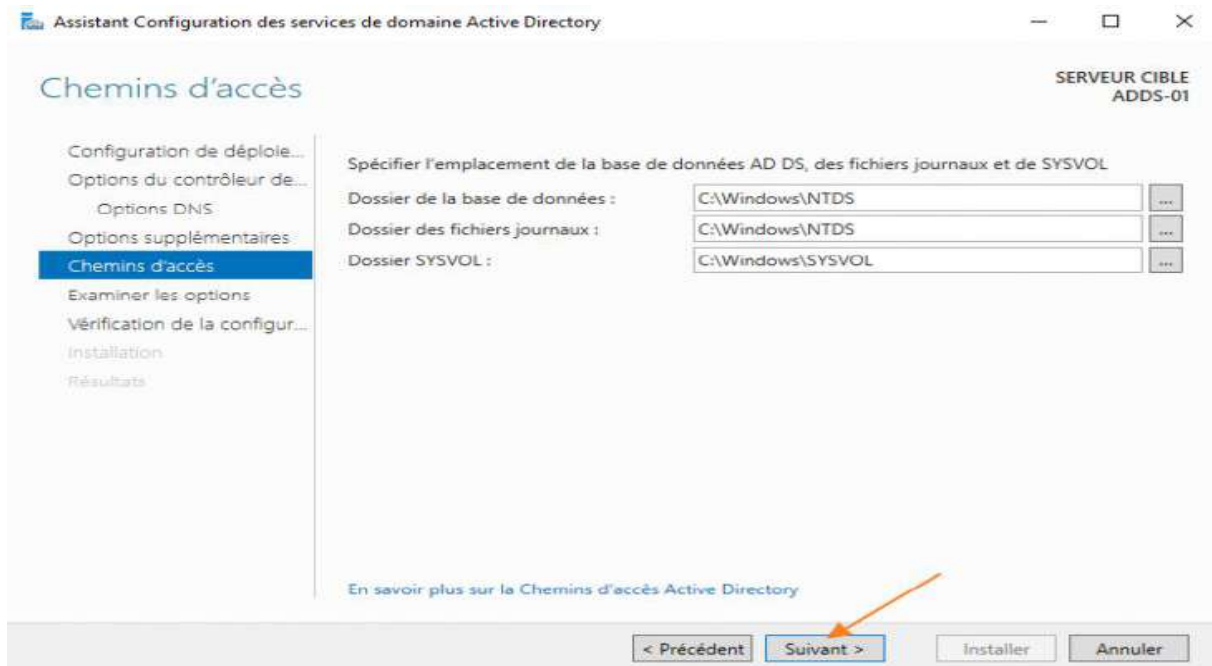 Assistant Configuration des services de domaine Active Directory
Chemins d'accès
SERVEUR CIBLE
ADDS-01
Configuration de déploie...
Options du contrôleur de...
Options DNS
Options supplémentaires
Chemins d'accès
Examiner les options
Vérification de la configur...
Installation
Résultats
Spécifier l'emplacement de la base de données AD DS, des fichiers journaux et de SYSVOL
Dossier de la base de données : C:\Windows\NTDS ...
Dossier des fichiers journaux : C:\Windows\NTDS ...
Dossier SYSVOL : C:\Windows\SYSVOL ...
En savoir plus sur la Chemins d'accès Active Directory
< Précédent Suivant > Installer Annuler